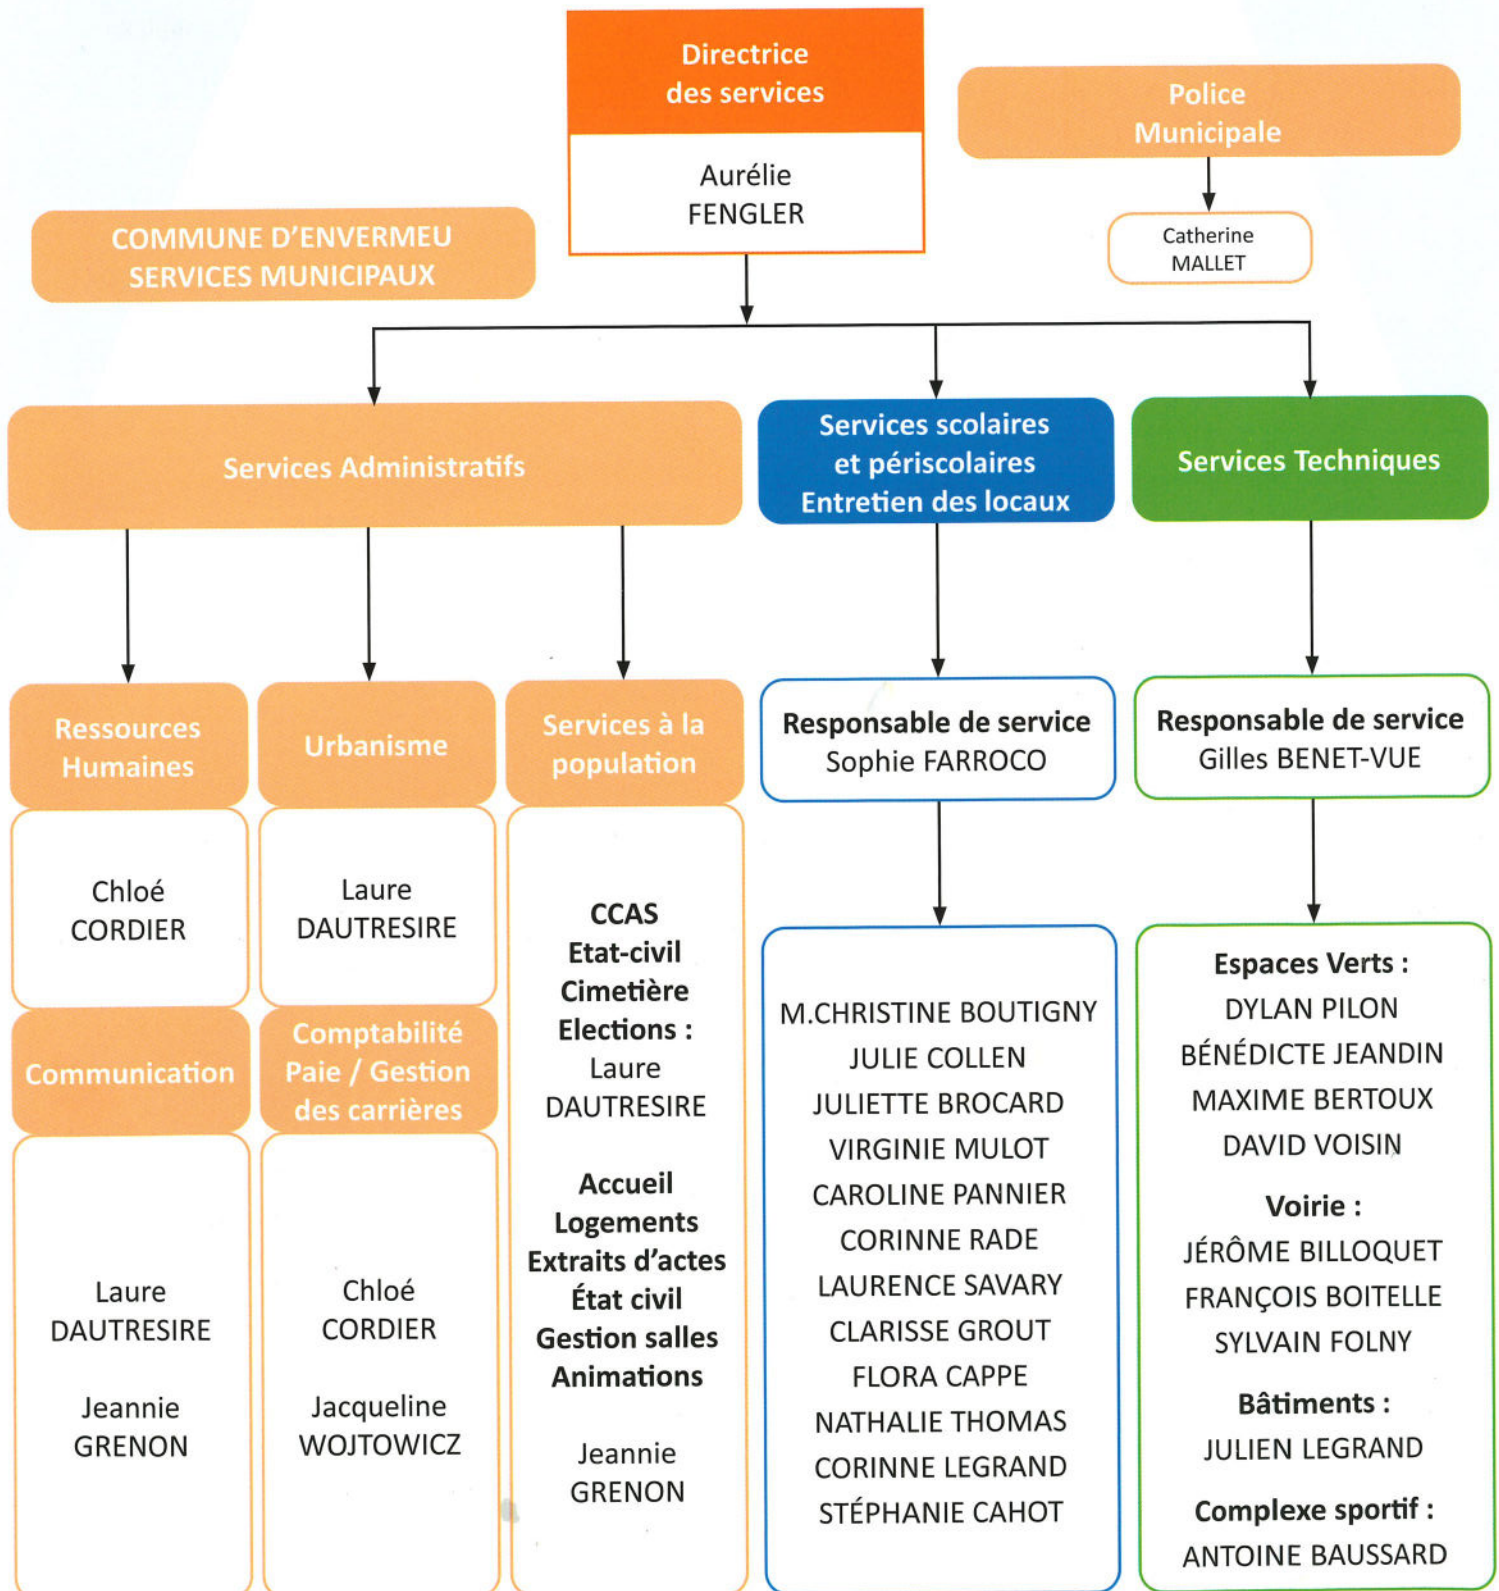 Directrice
des services
Aurélie
FENGLER
Police
Municipale
Catherine
MALLET
COMMUNE D’ENVERMEU
SERVICES MUNICIPAUX
Services Administratifs
Services scolaires
et périscolaires
Entretien des locaux
Services Techniques
Ressources
Humaines
Chloé
CORDIER
Communication
Laure
DAUTRESIRE
Jeannie
GRENON
Urbanisme
Laure
DAUTRESIRE
Comptabilité
Paie / Gestion
des carrières
Chloé
CORDIER
Jacqueline
WOJTOWICZ
Services à la
population
CCAS
Etat-civil
Cimetière
Elections :
Laure
DAUTRESIRE
Accueil
Logements
Extraits d’actes
État civil
Gestion salles
Animations
Jeannie
GRENON
Responsable de service
Sophie FARROCO
M.CHRISTINE BOUTIGNY
JULIE COLLEN
JULIETTE BROCARD
VIRGINIE MULOT
CAROLINE PANNIER
CORINNE RADE
LAURENCE SAVARY
CLARISSE GROUT
FLORA CAPPE
NATHALIE THOMAS
CORINNE LEGRAND
STÉPHANIE CAHOT
Responsable de service
Gilles BENET-VUE
Espaces Verts :
DYLAN PILON
BÉNÉDICTE JEANDIN
MAXIME BERTOUX
DAVID VOISIN
Voirie :
JÉRÔME BILLOQUET
FRANÇOIS BOITELLE
SYLVAIN FOLNY
Bâtiments :
JULIEN LEGRAND
Complexe sportif :
ANTOINE BAUSSARD